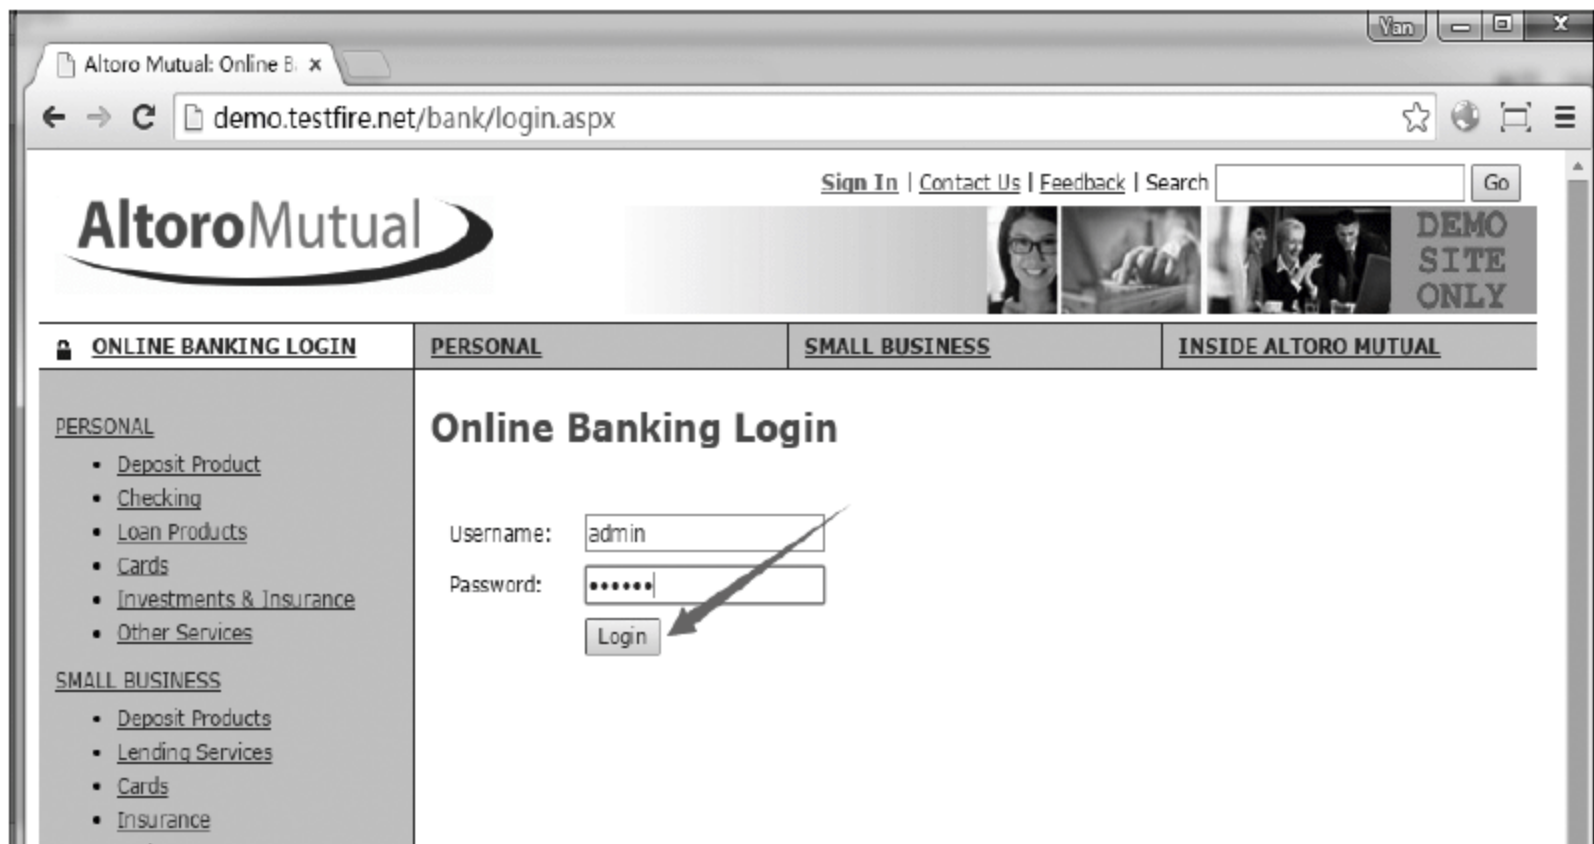 Yan
Altoro Mutual: Online B
demo.testfire.net/bank/login.aspx
Sign In | Contact Us | Feedback | Search
Go
AltoroMutual
DEMO
SITE
ONLY
ONLINE BANKING LOGIN
PERSONAL
SMALL BUSINESS
INSIDE ALTORO MUTUAL
PERSONAL
• Deposit Product
• Checking
• Loan Products
• Cards
• Investments & Insurance
• Other Services
SMALL BUSINESS
• Deposit Products
• Lending Services
• Cards
• Insurance
Online Banking Login
Username: admin
Password: ••••••
Login